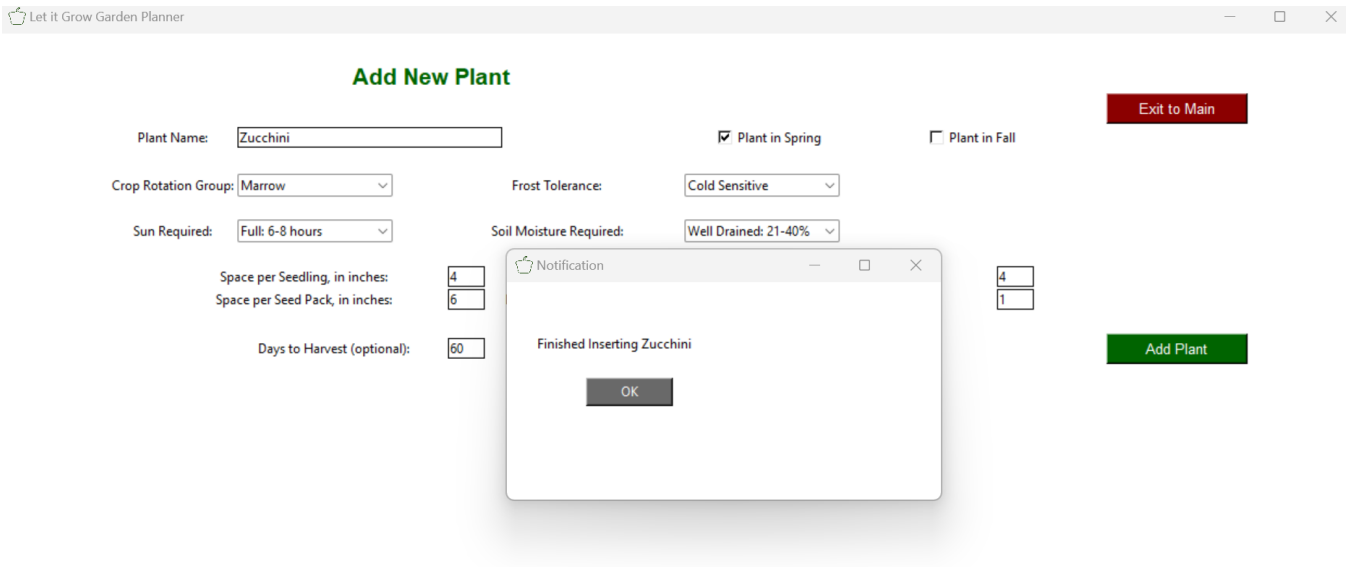 Let it Grow Garden Planner
Add New Plant
Exit to Main
Plant Name: Zucchini Plant in Spring Plant in Fall
Crop Rotation Group: Marrow Frost Tolerance: Cold Sensitive
Sun Required: Full: 6-8 hours Soil Moisture Required: Well Drained: 21-40%
Notification
Space per Seedling, in inches: 4 4
Space per Seed Pack, in inches: 6 1
Finished Inserting Zucchini
Days to Harvest (optional): 60 Add Plant
OK